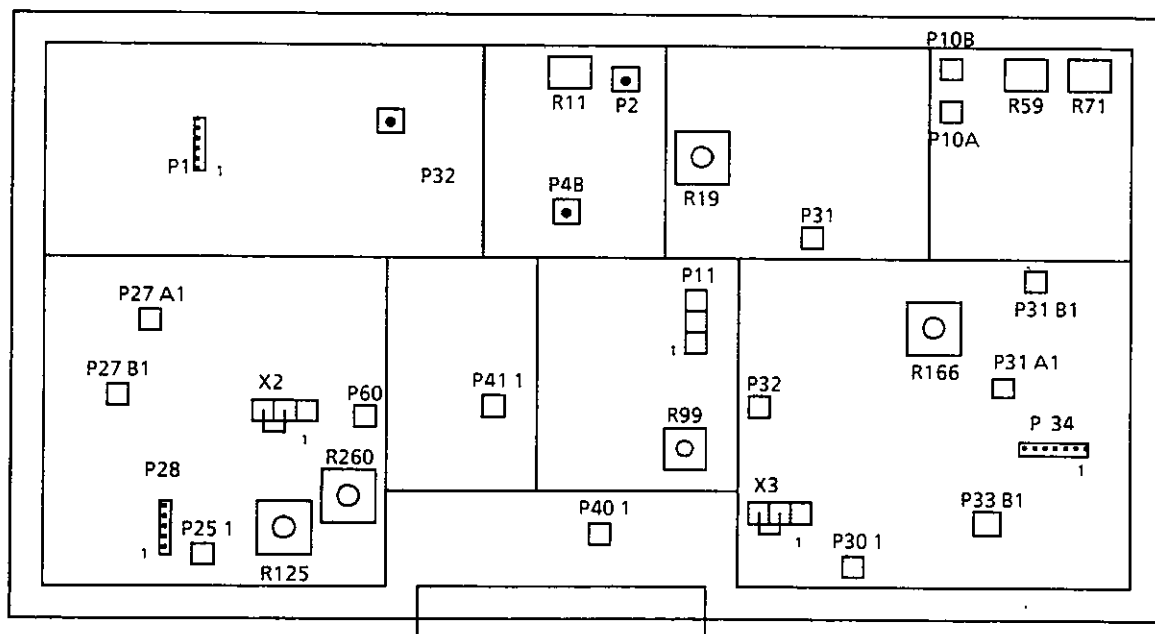 P10B
R11
P2
R59
R71
P10A
P1
1
P32
P4B
R19
P31
P27 A1
P11
1
P31 B1
P27 B1
X2
1
P60
P41 1
R99
P32
R166
P31 A1
P 34
1
P28
1
R260
X3
1
P25 1
R125
P40 1
P33 B1
P30 1